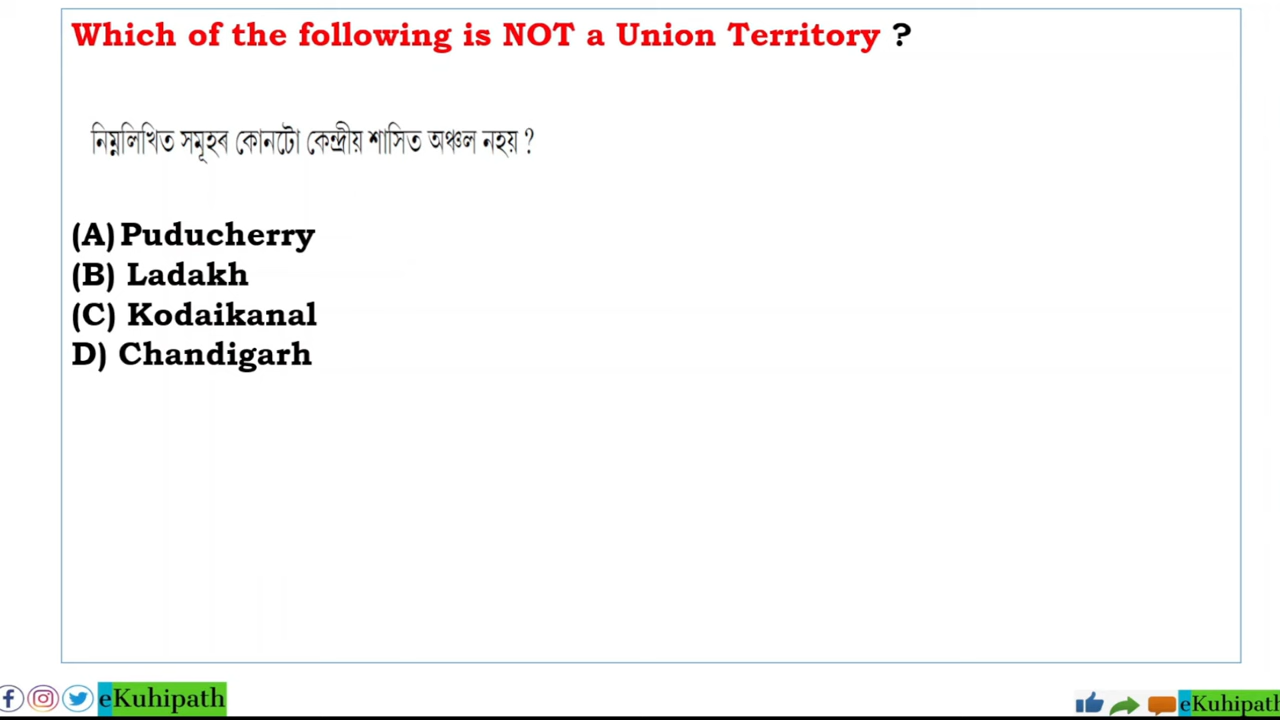 Which of the following is NOT a Union Territory ?
নিম্নলিখিত সমূহৰ কোনটো কেন্দ্ৰীয় শাসিত অঞ্চল নহয় ?
(A) Puducherry
(B) Ladakh
(C) Kodaikanal
D) Chandigarh
eKuhipath
eKuhipath